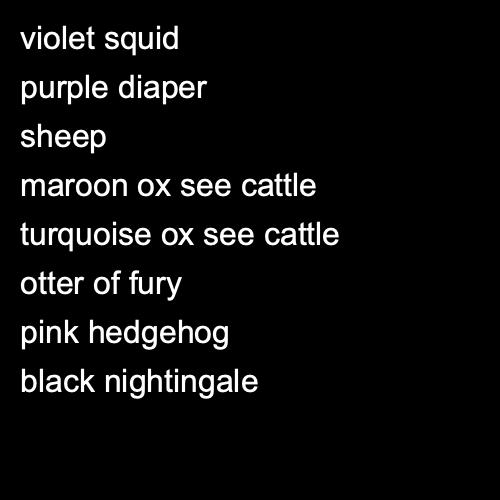 violet squid
purple diaper
sheep
maroon ox see cattle
turquoise ox see cattle
otter of fury
pink hedgehog
black nightingale